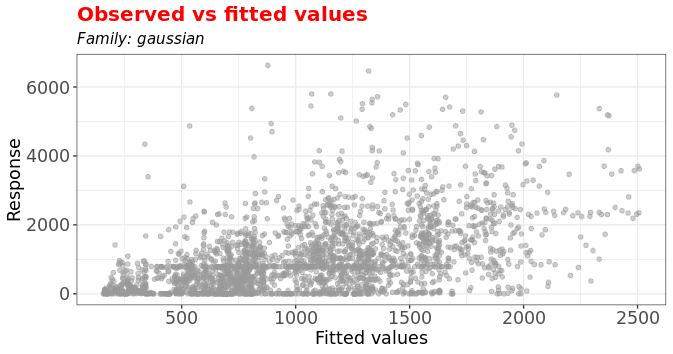 Observed vs fitted values
Family: gaussian
Response
6000
4000
2000
0
500 1000 1500 2000 2500
Fitted values